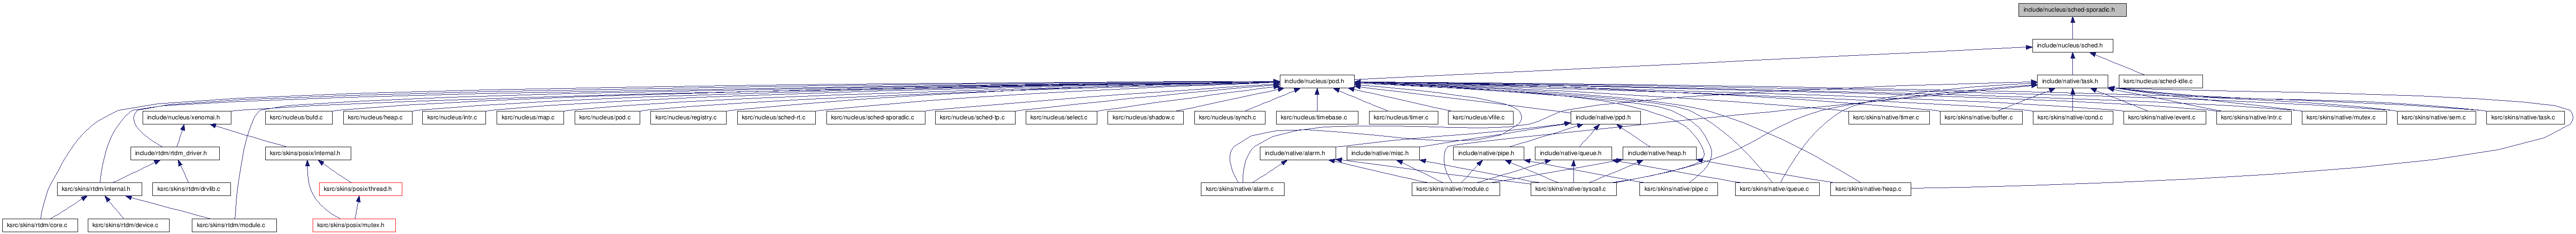 include/nucleus/sched-sporadic.h
include/nucleus/sched.h
include/nucleus/pod.h
include/native/task.h
ksrc/nucleus/sched-idle.c
include/nucleus/xenomai.h
ksrc/nucleus/bufd.c
ksrc/nucleus/heap.c
ksrc/nucleus/intr.c
ksrc/nucleus/map.c
ksrc/nucleus/pod.c
ksrc/nucleus/registry.c
ksrc/nucleus/sched-rt.c
ksrc/nucleus/sched-sporadic.c
ksrc/nucleus/sched-tp.c
ksrc/nucleus/select.c
ksrc/nucleus/shadow.c
ksrc/nucleus/synch.c
ksrc/nucleus/timebase.c
ksrc/nucleus/timer.c
ksrc/nucleus/vfile.c
include/native/ppd.h
ksrc/skins/native/timer.c
ksrc/skins/native/buffer.c
ksrc/skins/native/cond.c
ksrc/skins/native/event.c
ksrc/skins/native/intr.c
ksrc/skins/native/mutex.c
ksrc/skins/native/sem.c
ksrc/skins/native/task.c
include/rtdm/rtdm_driver.h
ksrc/skins/posix/internal.h
include/native/alarm.h
include/native/misc.h
include/native/pipe.h
include/native/queue.h
include/native/heap.h
ksrc/skins/rtdm/internal.h
ksrc/skins/rtdm/drvlib.c
ksrc/skins/posix/thread.h
ksrc/skins/native/alarm.c
ksrc/skins/native/module.c
ksrc/skins/native/syscall.c
ksrc/skins/native/pipe.c
ksrc/skins/native/queue.c
ksrc/skins/native/heap.c
ksrc/skins/rtdm/core.c
ksrc/skins/rtdm/device.c
ksrc/skins/rtdm/module.c
ksrc/skins/posix/mutex.h